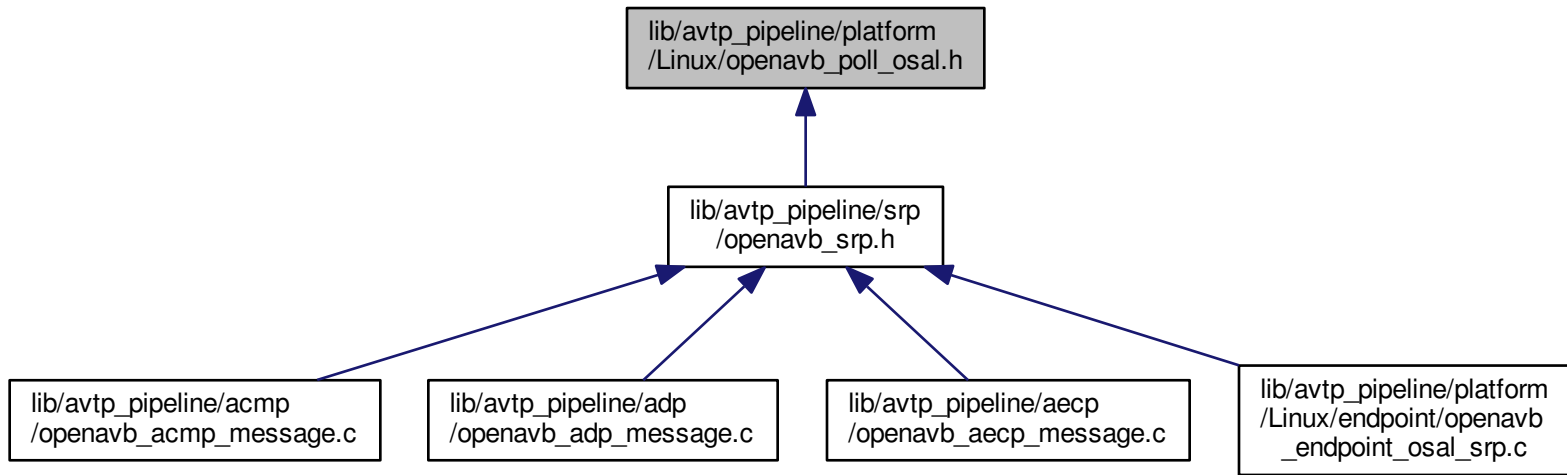 lib/avtp_pipeline/platform
/Linux/openavb_poll_osal.h
lib/avtp_pipeline/srp
/openavb_srp.h
lib/avtp_pipeline/acmp
/openavb_acmp_message.c
lib/avtp_pipeline/adp
/openavb_adp_message.c
lib/avtp_pipeline/aecp
/openavb_aecp_message.c
lib/avtp_pipeline/platform
/Linux/endpoint/openavb
_endpoint_osal_srp.c